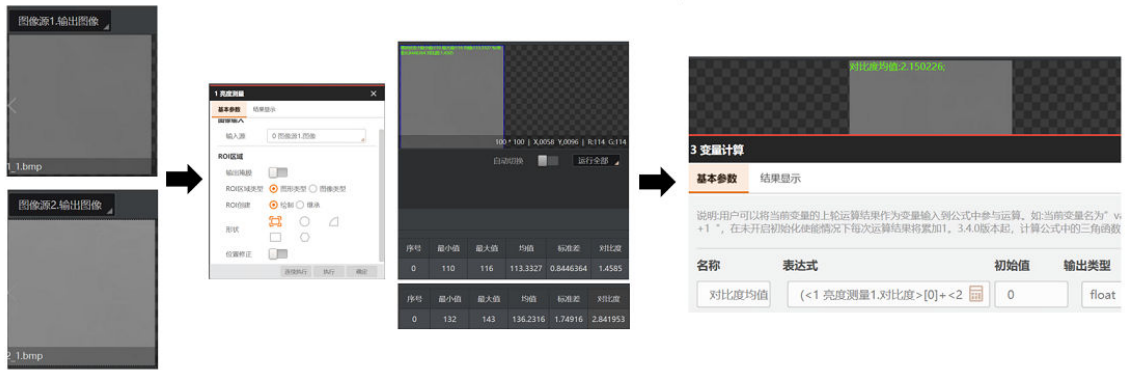 图像源1.输出图像
1_1.bmp
图像源2.输出图像
2_1.bmp
1 亮度测量
基本参数 结果显示
图像输入
输入源 0 图像源1.图像
ROI区域
输出掩膜
ROI区域类型 图形类型 图像类型
ROI创建 绘制 继承
形状
位置修正
连续执行 执行 确定
100 * 100 | X,0058 Y,0096 | R:114 G:114
自动切换 运行全部
序号 最小值 最大值 均值 标准差 对比度
0 110 116 113.3327 0.8446364 1.4585
序号 最小值 最大值 均值 标准差 对比度
0 132 143 136.2316 1.74916 2.841953
对比度均值:2.150226;
3 变量计算
基本参数 结果显示
说明:用户可以将当前变量的上轮运算结果作为变量输入到公式中参与运算。如:当前变量名为" va
+1 ", 在未开启初始化使能情况下每次运算结果将累加1。3.4.0版本起, 计算公式中的三角函数
名称 表达式 初始值 输出类型
对比度均值 (<1 亮度测量1.对比度>[0]+<2 0 float